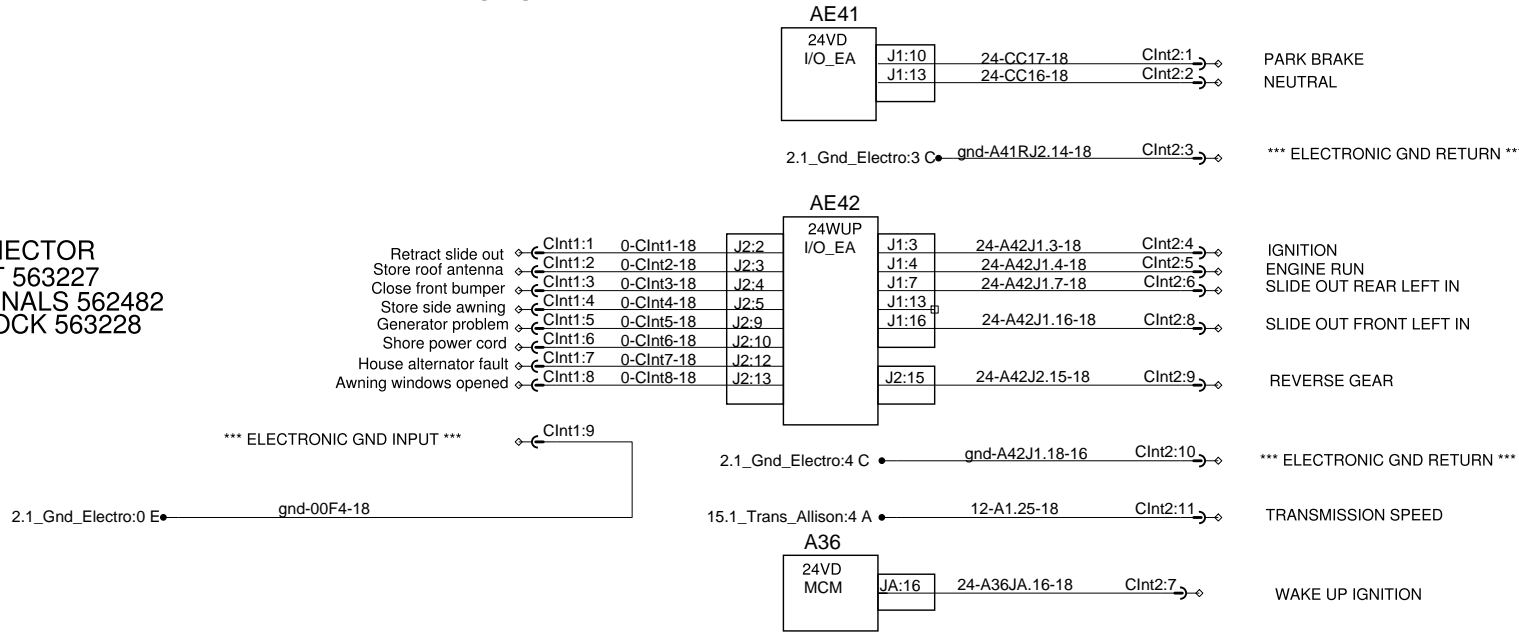 AE41
24VD
I/O_EA
J1:10 24-CC17-18 CInt2:1 PARK BRAKE
J1:13 24-CC16-18 CInt2:2 NEUTRAL
2.1_Gnd_Electro:3 C gnd-A41RJ2.14-18 CInt2:3 *** ELECTRONIC GND RETURN **
AE42
24WUP
I/O_EA
Retract slide out CInt1:1 0-CInt1-18 J2:2 J1:3 24-A42J1.3-18 CInt2:4 IGNITION
Store roof antenna CInt1:2 0-CInt2-18 J2:3 J1:4 24-A42J1.4-18 CInt2:5 ENGINE RUN
Close front bumper CInt1:3 0-CInt3-18 J2:4 J1:7 24-A42J1.7-18 CInt2:6 SLIDE OUT REAR LEFT IN
Store side awning CInt1:4 0-CInt4-18 J2:5 J1:13
Generator problem CInt1:5 0-CInt5-18 J2:9 J1:16 24-A42J1.16-18 CInt2:8 SLIDE OUT FRONT LEFT IN
Shore power cord CInt1:6 0-CInt6-18 J2:10
House alternator fault CInt1:7 0-CInt7-18 J2:12
Awning windows opened CInt1:8 0-CInt8-18 J2:13 J2:15 24-A42J2.15-18 CInt2:9 REVERSE GEAR
563227
NALS 562482
OCK 563228
*** ELECTRONIC GND INPUT *** CInt1:9
2.1_Gnd_Electro:4 C gnd-A42J1.18-16 CInt2:10 *** ELECTRONIC GND RETURN ***
2.1_Gnd_Electro:0 E gnd-00F4-18
15.1_Trans_Allison:4 A 12-A1.25-18 CInt2:11 TRANSMISSION SPEED
A36
24VD
MCM
JA:16 24-A36JA.16-18 CInt2:7 WAKE UP IGNITION